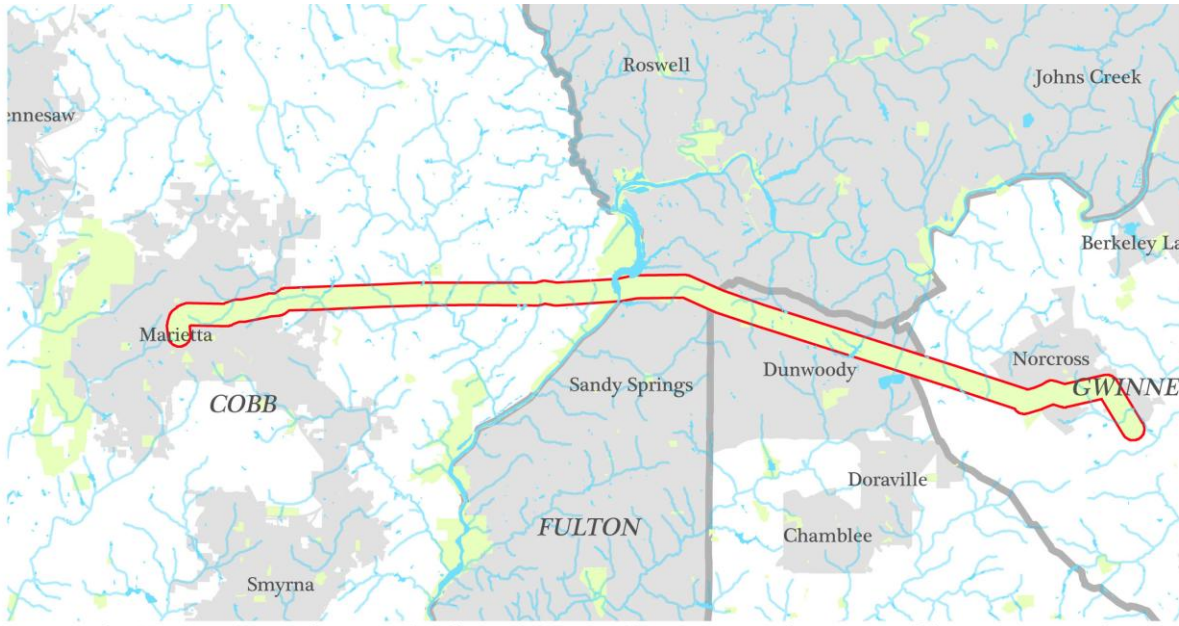 Roswell
Johns Creek
ennesaw
Berkeley La
Marietta
Norcross
Dunwoody
Sandy Springs
GWINNE
COBB
Doraville
FULTON
Chamblee
Smyrna